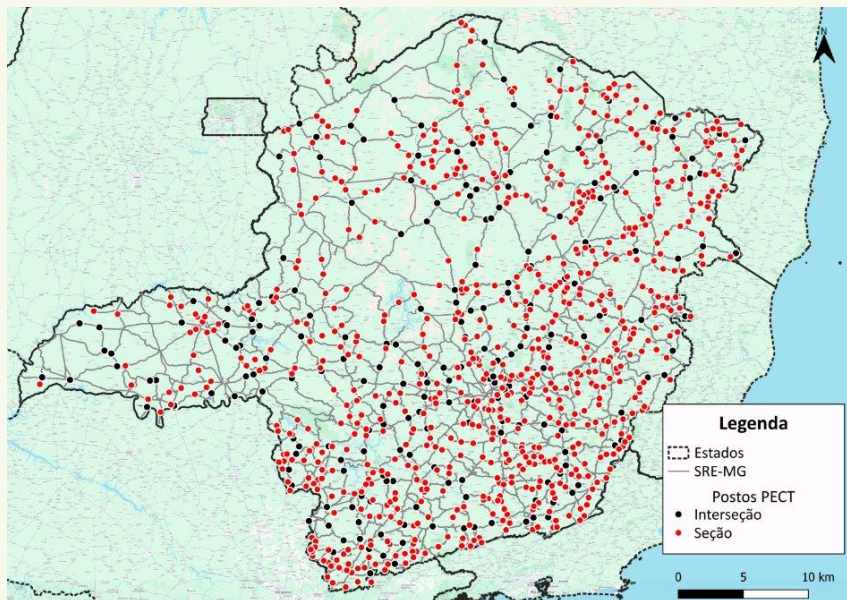 N
Legenda
Estados
SRE-MG
Postos PECT
Interseção
Seção
0 5 10 km